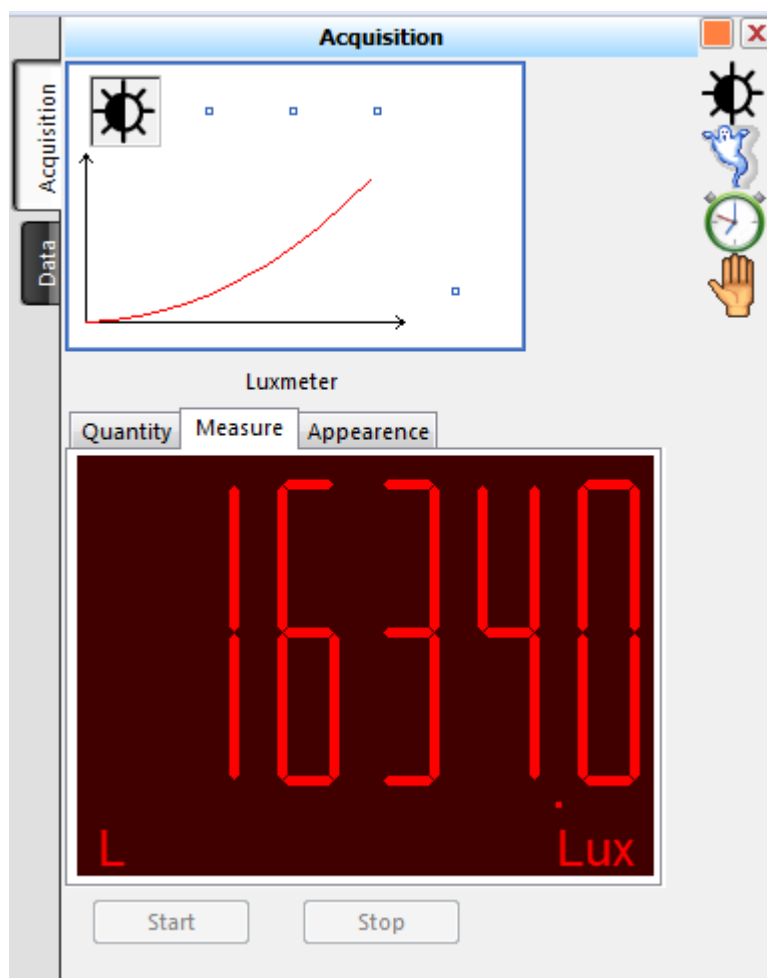 Acquisition
Acquisition
Data
Luxmeter
Quantity Measure Appearence
1634.0
L Lux
Start Stop